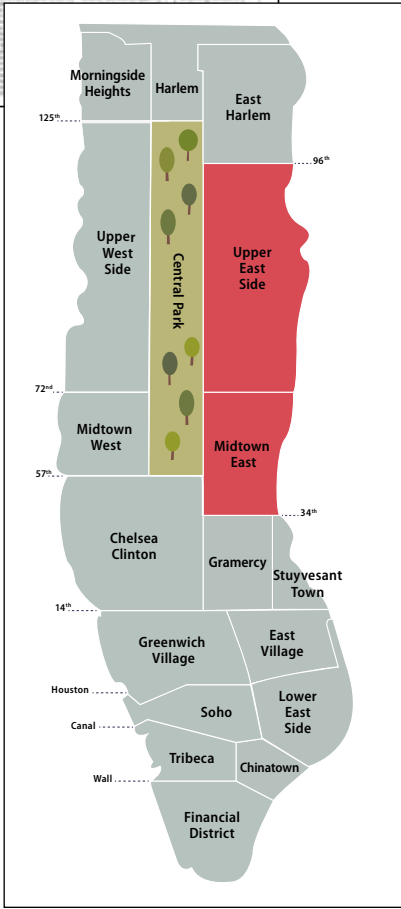 Morningside
Heights
Harlem
East
Harlem
125th
96th
Upper
West
Side
Central Park
Upper
East
Side
72nd
Midtown
West
Midtown
East
57th
34th
Chelsea
Clinton
Gramercy
Stuyvesant
Town
14th
Greenwich
Village
East
Village
Houston
Soho
Lower
East
Side
Canal
Tribeca
Chinatown
Wall
Financial
District